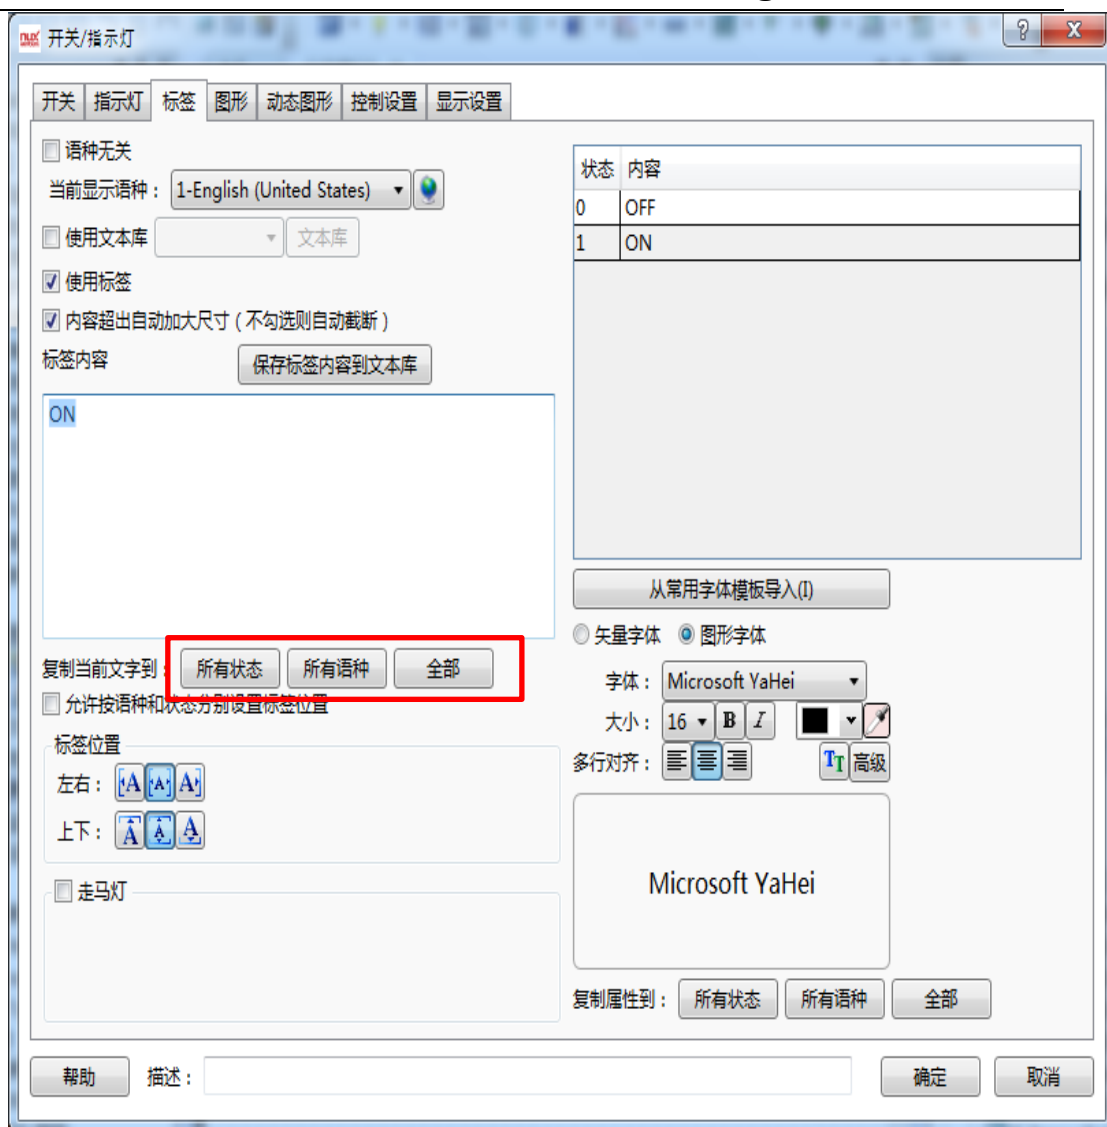 开关/指示灯
开关 指示灯 标签 图形 动态图形 控制设置 显示设置
语种无关
当前显示语种： 1-English (United States)
使用文本库 文本库
使用标签
内容超出自动加大尺寸（不勾选则自动截断）
标签内容 保存标签内容到文本库
ON
复制当前文字到： 所有状态 所有语种 全部
允许按语种和状态分别设置标签位置
标签位置
左右： A A A
上下： A A A
走马灯
状态 内容
0 OFF
1 ON
从常用字体模板导入(I)
矢量字体 图形字体
字体： Microsoft YaHei
大小： 16 B I
多行对齐： TT 高级
Microsoft YaHei
复制属性到： 所有状态 所有语种 全部
帮助 描述： 确定 取消